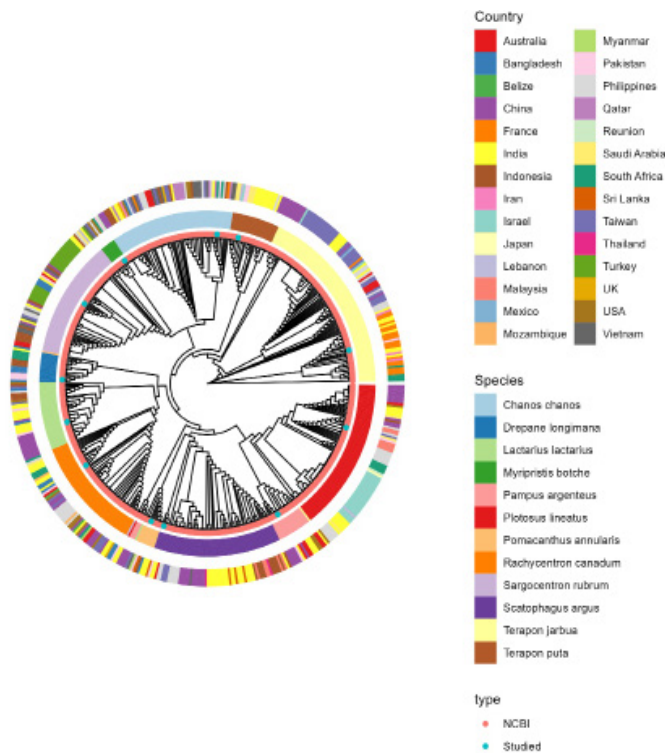 Country
Australia Myanmar
Bangladesh Pakistan
Belize Philippines
China Qatar
France Reunion
India Saudi Arabia
Indonesia South Africa
Iran Sri Lanka
Israel Taiwan
Japan Thailand
Lebanon Turkey
Malaysia UK
Mexico USA
Mozambique Vietnam
Species
Chanos chanos
Drepane longimana
Lactarius lactarius
Myripristis botche
Pampus argenteus
Plotosus lineatus
Pomacanthus annularis
Rachycentron canadum
Sargocentron rubrum
Scatophagus argus
Terapon jarbua
Terapon puta
type
NCBI
Studied